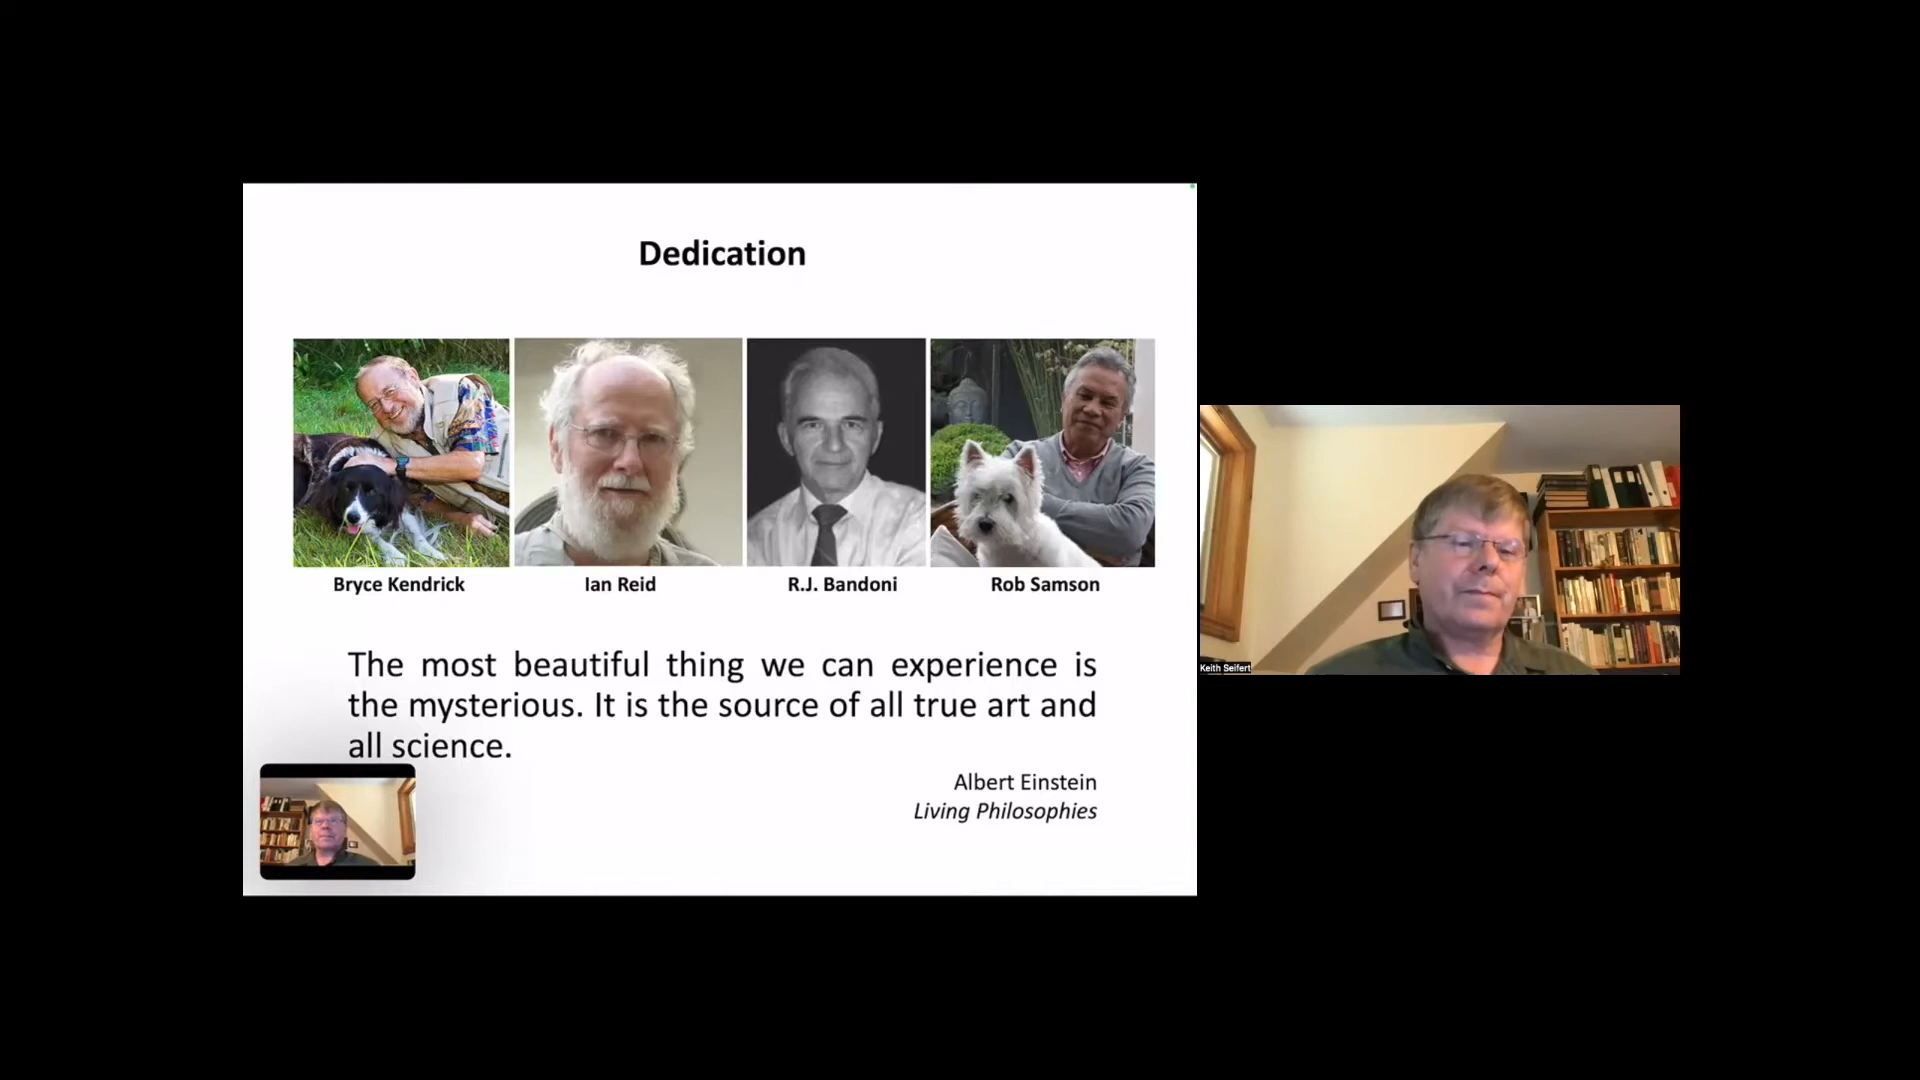 Dedication
Bryce Kendrick
Ian Reid
R.J. Bandoni
Rob Samson
The most beautiful thing we can experience is
the mysterious. It is the source of all true art and
all science.
Albert Einstein
Living Philosophies
Keith Seifert